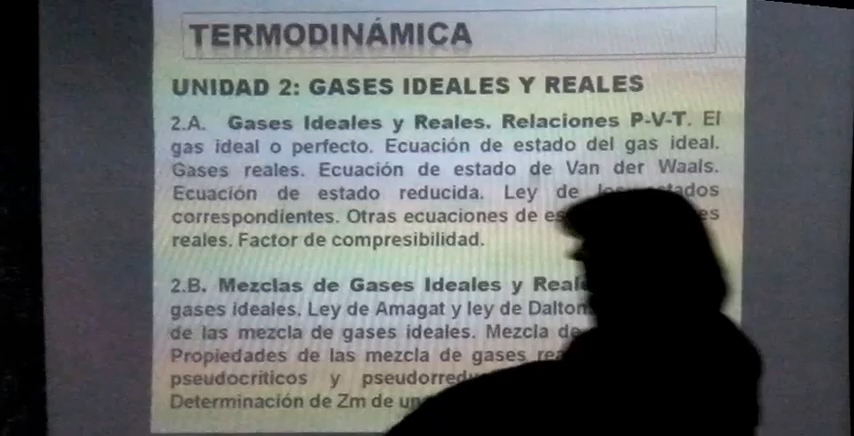 TERMODINÁMICA
UNIDAD 2: GASES IDEALES Y REALES
2.A. Gases Ideales y Reales. Relaciones P-V-T. El
gas ideal o perfecto. Ecuación de estado del gas ideal.
Gases reales. Ecuación de estado de Van der Waals.
Ecuación de estado reducida. Ley de
correspondientes. Otras ecuaciones de
reales. Factor de compresibilidad.
2.B. Mezclas de Gases Ideales y
gases ideales. Ley de Amagat y ley de Dalton
de las mezcla de gases ideales. Mezcla de
Propiedades de las mezcla de gases
pseudocríticos y
Determinación de Zm de